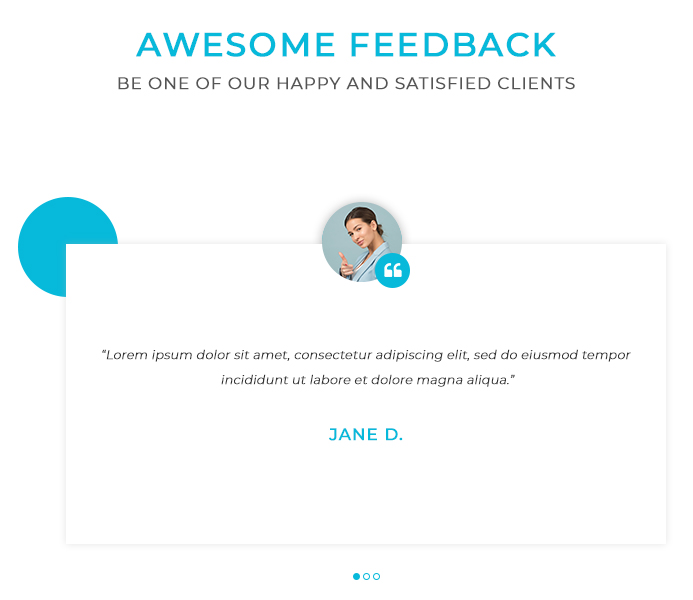 AWESOME FEEDBACK
BE ONE OF OUR HAPPY AND SATISFIED CLIENTS
“Lorem ipsum dolor sit amet, consectetur adipiscing elit, sed do eiusmod tempor
incididunt ut labore et dolore magna aliqua.”
JANE D.